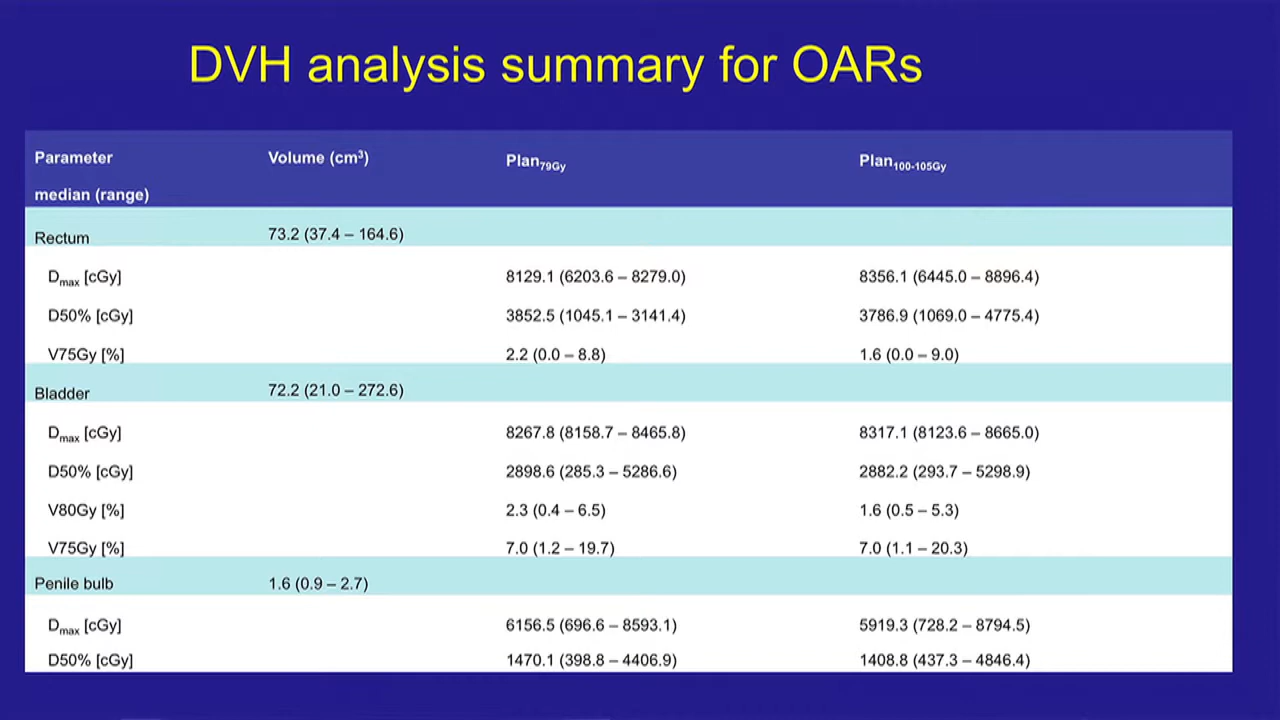 DVH analysis summary for OARs
Parameter median (range) Volume (cm³) Plan79Gy Plan100-105Gy
Rectum 73.2 (37.4 – 164.6)
Dmax [cGy] 8129.1 (6203.6 – 8279.0) 8356.1 (6445.0 – 8896.4)
D50% [cGy] 3852.5 (1045.1 – 3141.4) 3786.9 (1069.0 – 4775.4)
V75Gy [%] 2.2 (0.0 – 8.8) 1.6 (0.0 – 9.0)
Bladder 72.2 (21.0 – 272.6)
Dmax [cGy] 8267.8 (8158.7 – 8465.8) 8317.1 (8123.6 – 8665.0)
D50% [cGy] 2898.6 (285.3 – 5286.6) 2882.2 (293.7 – 5298.9)
V80Gy [%] 2.3 (0.4 – 6.5) 1.6 (0.5 – 5.3)
V75Gy [%] 7.0 (1.2 – 19.7) 7.0 (1.1 – 20.3)
Penile bulb 1.6 (0.9 – 2.7)
Dmax [cGy] 6156.5 (696.6 – 8593.1) 5919.3 (728.2 – 8794.5)
D50% [cGy] 1470.1 (398.8 – 4406.9) 1408.8 (437.3 – 4846.4)